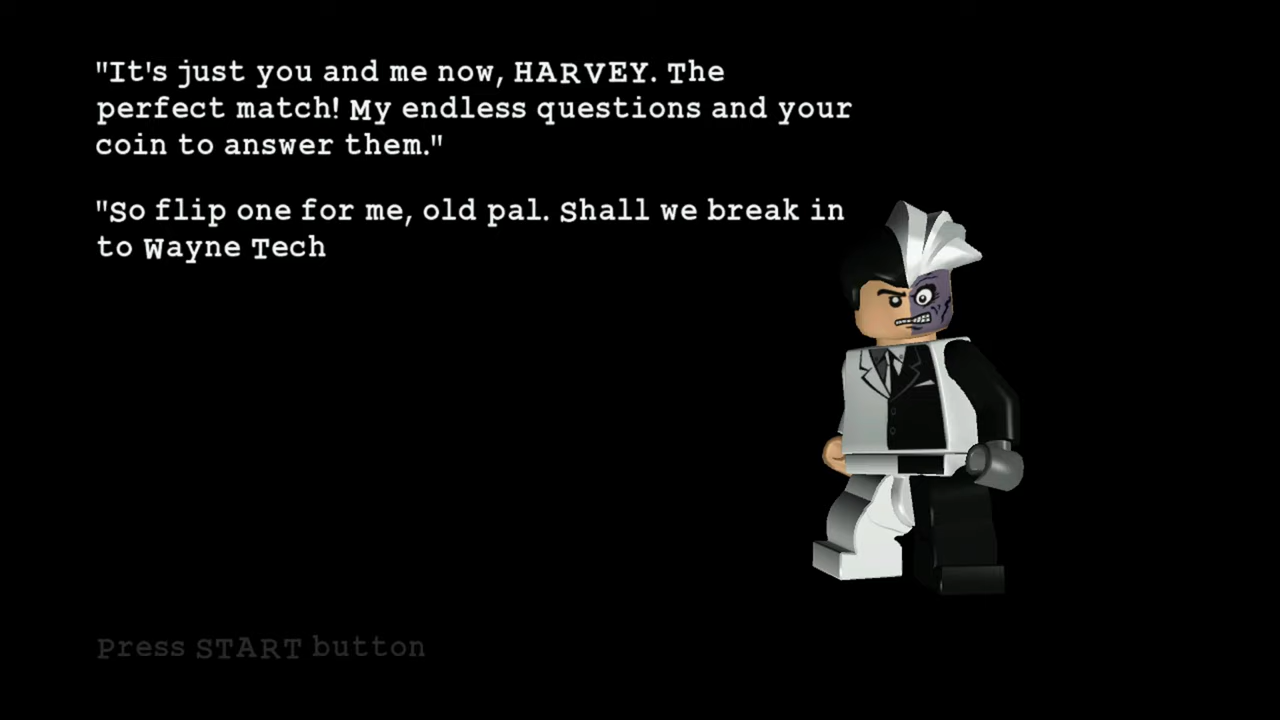 "It's just you and me now, HARVEY. The
perfect match! My endless questions and your
coin to answer them."
"So flip one for me, old pal. Shall we break in
to Wayne Tech
Press START button